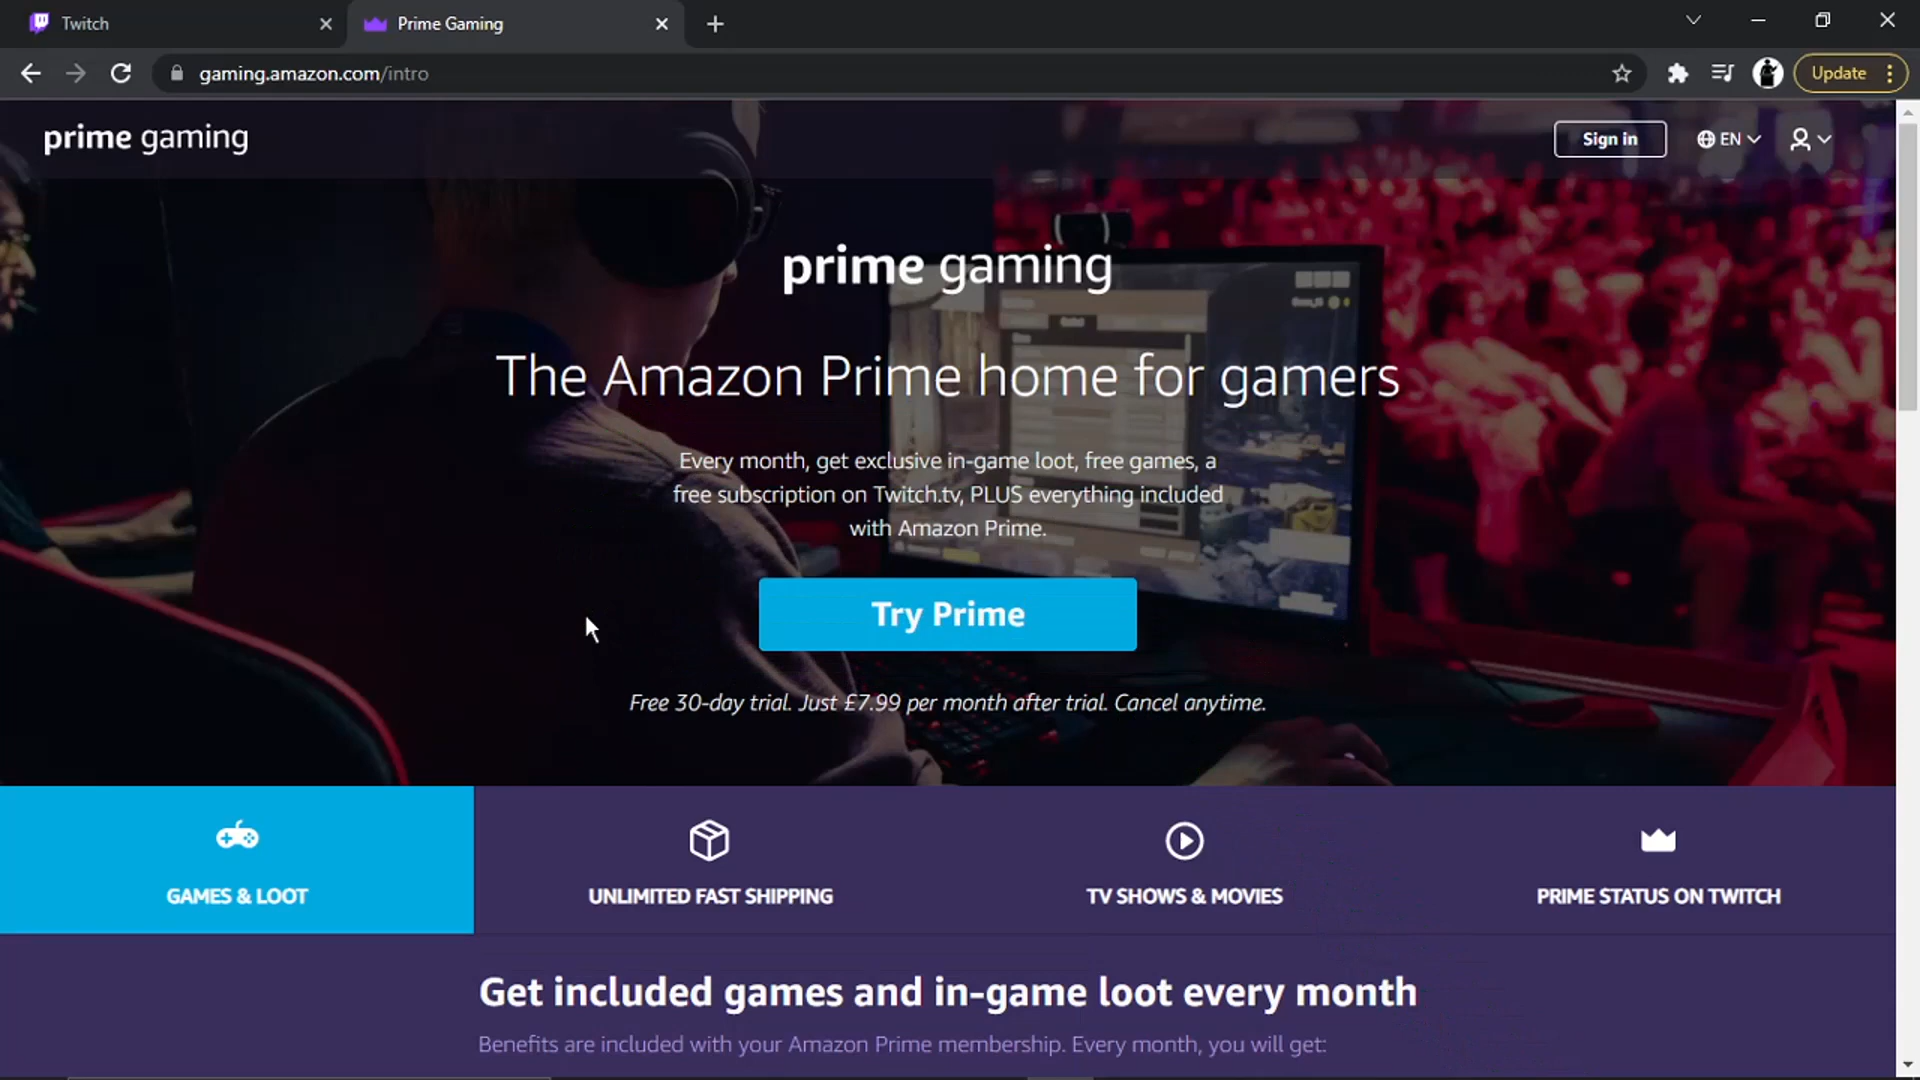 Twitch
Prime Gaming
gaming.amazon.com/intro
Update
prime gaming
Sign in
EN
prime gaming
The Amazon Prime home for gamers
Every month, get exclusive in-game loot, free games, a
free subscription on Twitch.tv, PLUS everything included
with Amazon Prime.
Try Prime
Free 30-day trial. Just £7.99 per month after trial. Cancel anytime.
GAMES & LOOT
UNLIMITED FAST SHIPPING
TV SHOWS & MOVIES
PRIME STATUS ON TWITCH
Get included games and in-game loot every month
Benefits are included with your Amazon Prime membership. Every month, you will get: